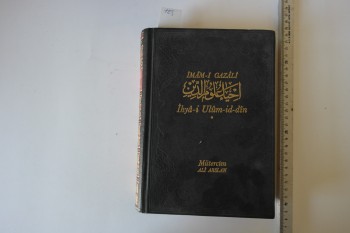 İMÂM-I GAZÂLÎ
إحياء علوم الدين
İhyâ-i Ulûm-id-dîn
Mütercim
ALİ ARSLAN